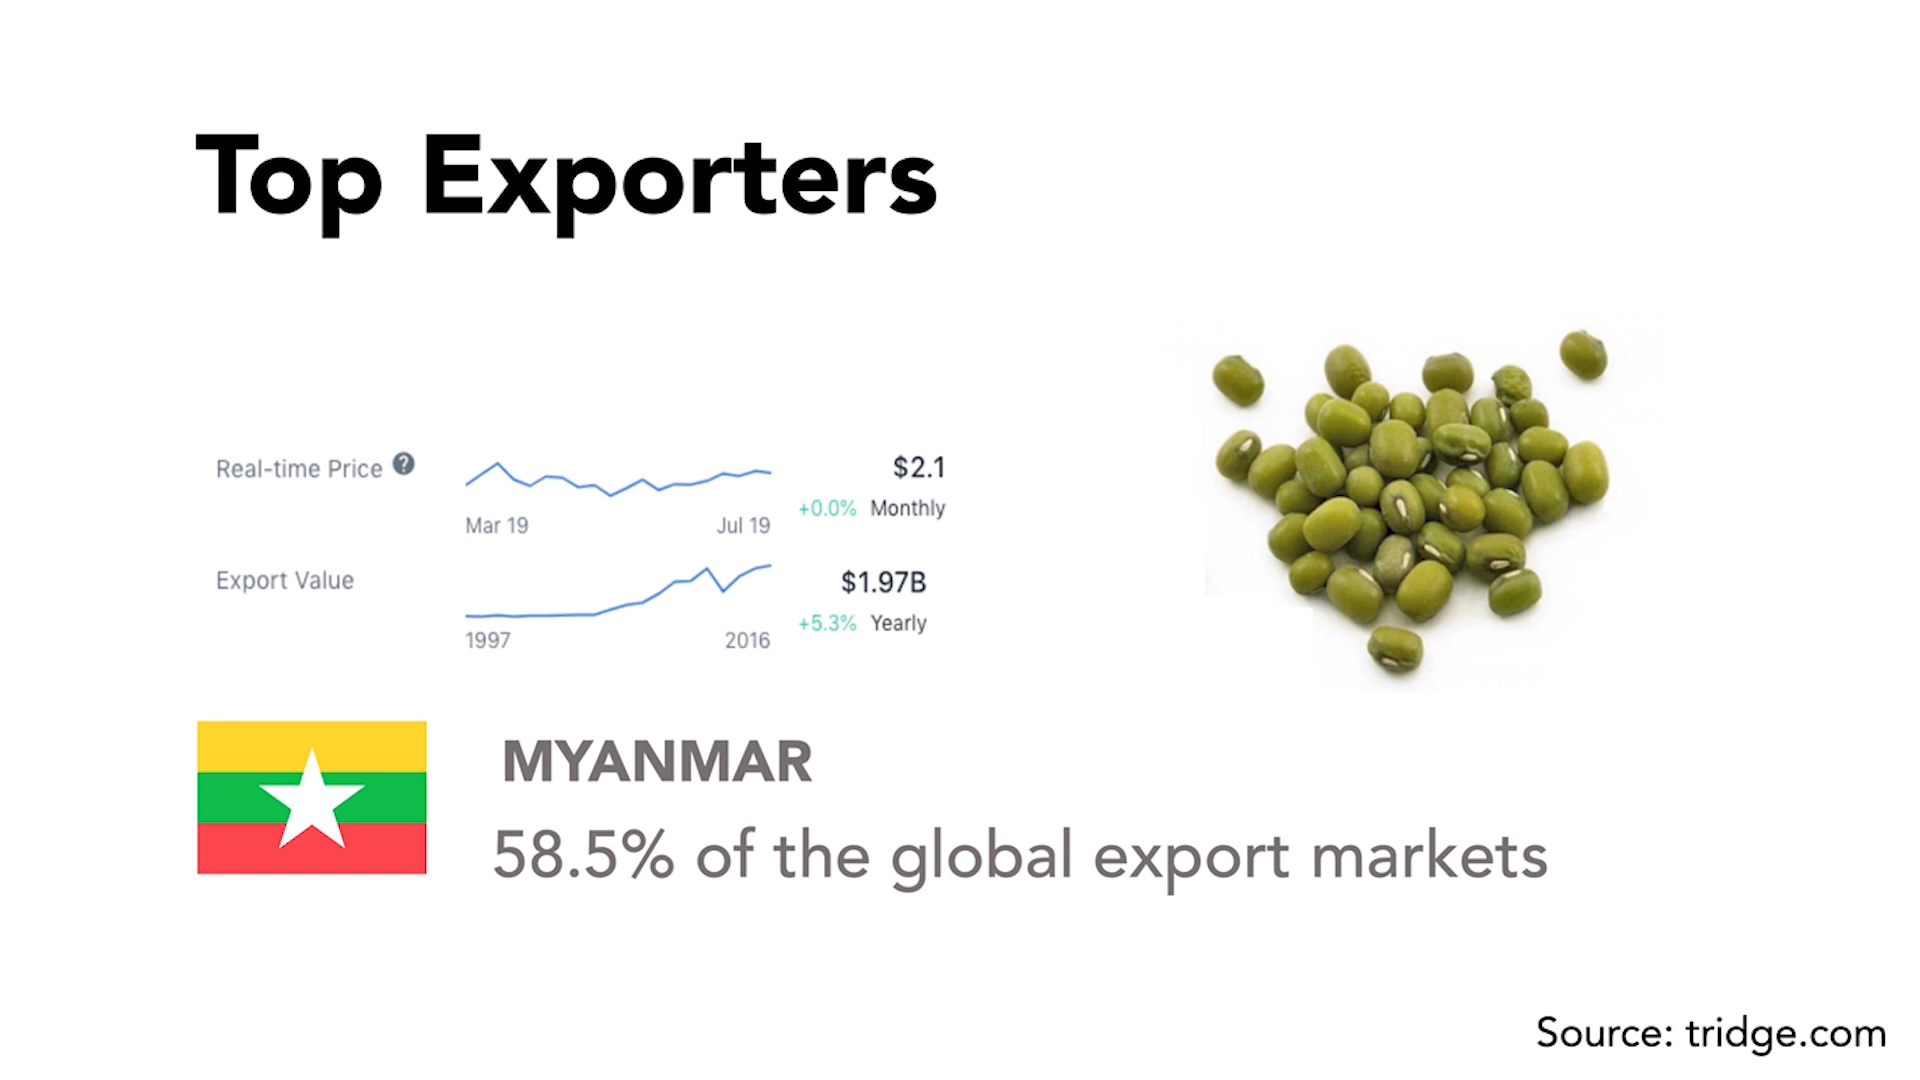 Top Exporters
Real-time Price ?
$2.1
Mar 19
Jul 19
+0.0% Monthly
Export Value
$1.97B
1997
2016
+5.3% Yearly
MYANMAR
58.5% of the global export markets
Source: tridge.com